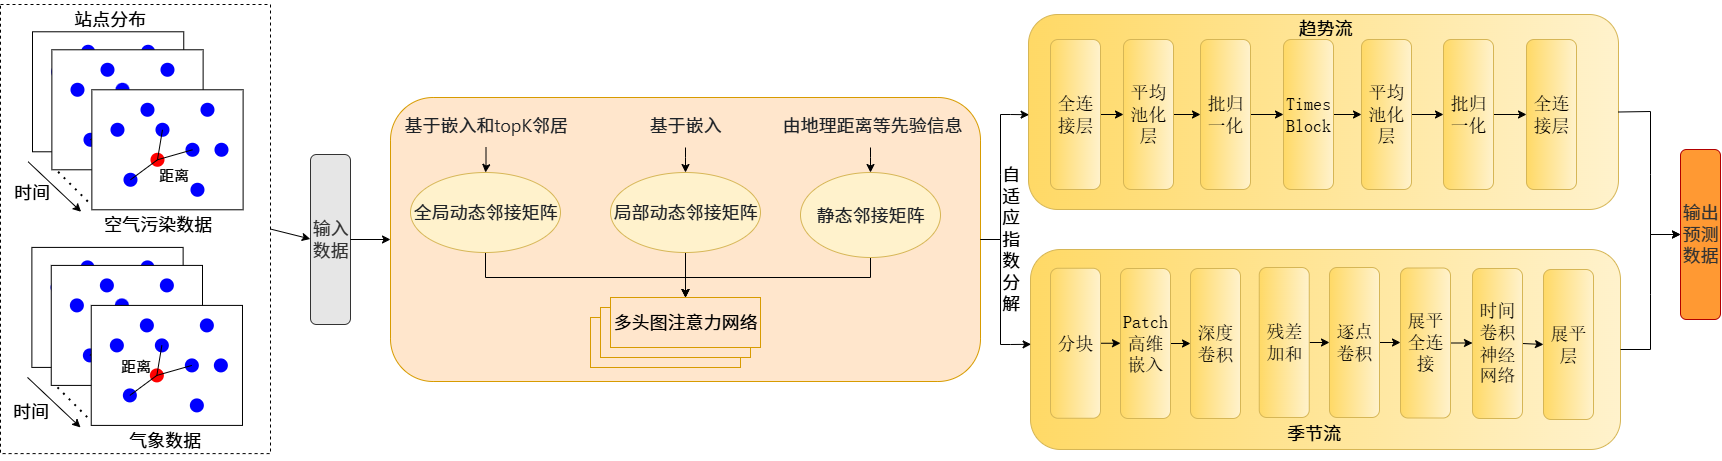 站点分布
距离
时间
空气污染数据
距离
时间
气象数据
输入
数据
基于嵌入和topK邻居
基于嵌入
由地理距离等先验信息
全局动态邻接矩阵
局部动态邻接矩阵
静态邻接矩阵
多头图注意力网络
自
适
应
指
数
分
解
趋势流
全连
接层
平均
池化
层
批归
一化
Times
Block
平均
池化
层
批归
一化
全连
接层
分块
Patch
高维
嵌入
深度
卷积
残差
加和
逐点
卷积
展平
全连
接
时间
卷积
神经
网络
展平
层
季节流
输出
预测
数据